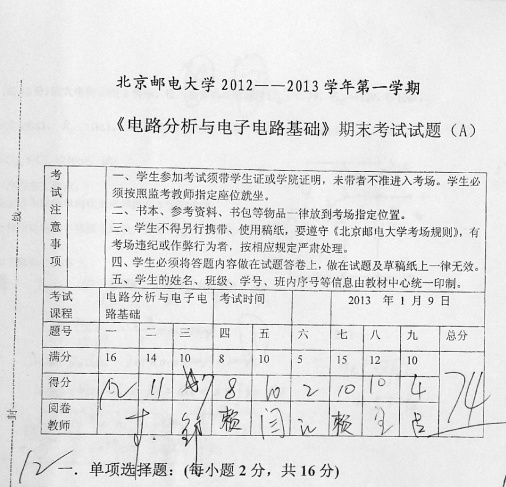 北京邮电大学 2012——2013 学年第一学期
《电路分析与电子电路基础》期末考试试题（A）
考试注意事项
一、学生参加考试须带学生证或学院证明，未带者不准进入考场。学生必
须按照监考教师指定座位就坐。
二、书本、参考资料、书包等物品一律放到考场指定位置。
三、学生不得另行携带、使用稿纸，要遵守《北京邮电大学考场规则》，有
考场违纪或作弊行为者，按相应规定严肃处理。
四、学生必须将答题内容做在试题答卷上，做在试题及草稿纸上一律无效。
五、学生的姓名、班级、学号、班内序号等信息由教材中心统一印制。
考试课程 电路分析与电子电路基础 考试时间 2013 年 1 月 9 日
题号 一 二 三 四 五 六 七 八 九 总分
满分 16 14 10 8 10 5 15 12 10
得分 12 11 7 8 10 2 10 10 4 74
阅卷教师 赖 闫 赖
12 一．单项选择题：(每小题 2 分，共 16 分)
封